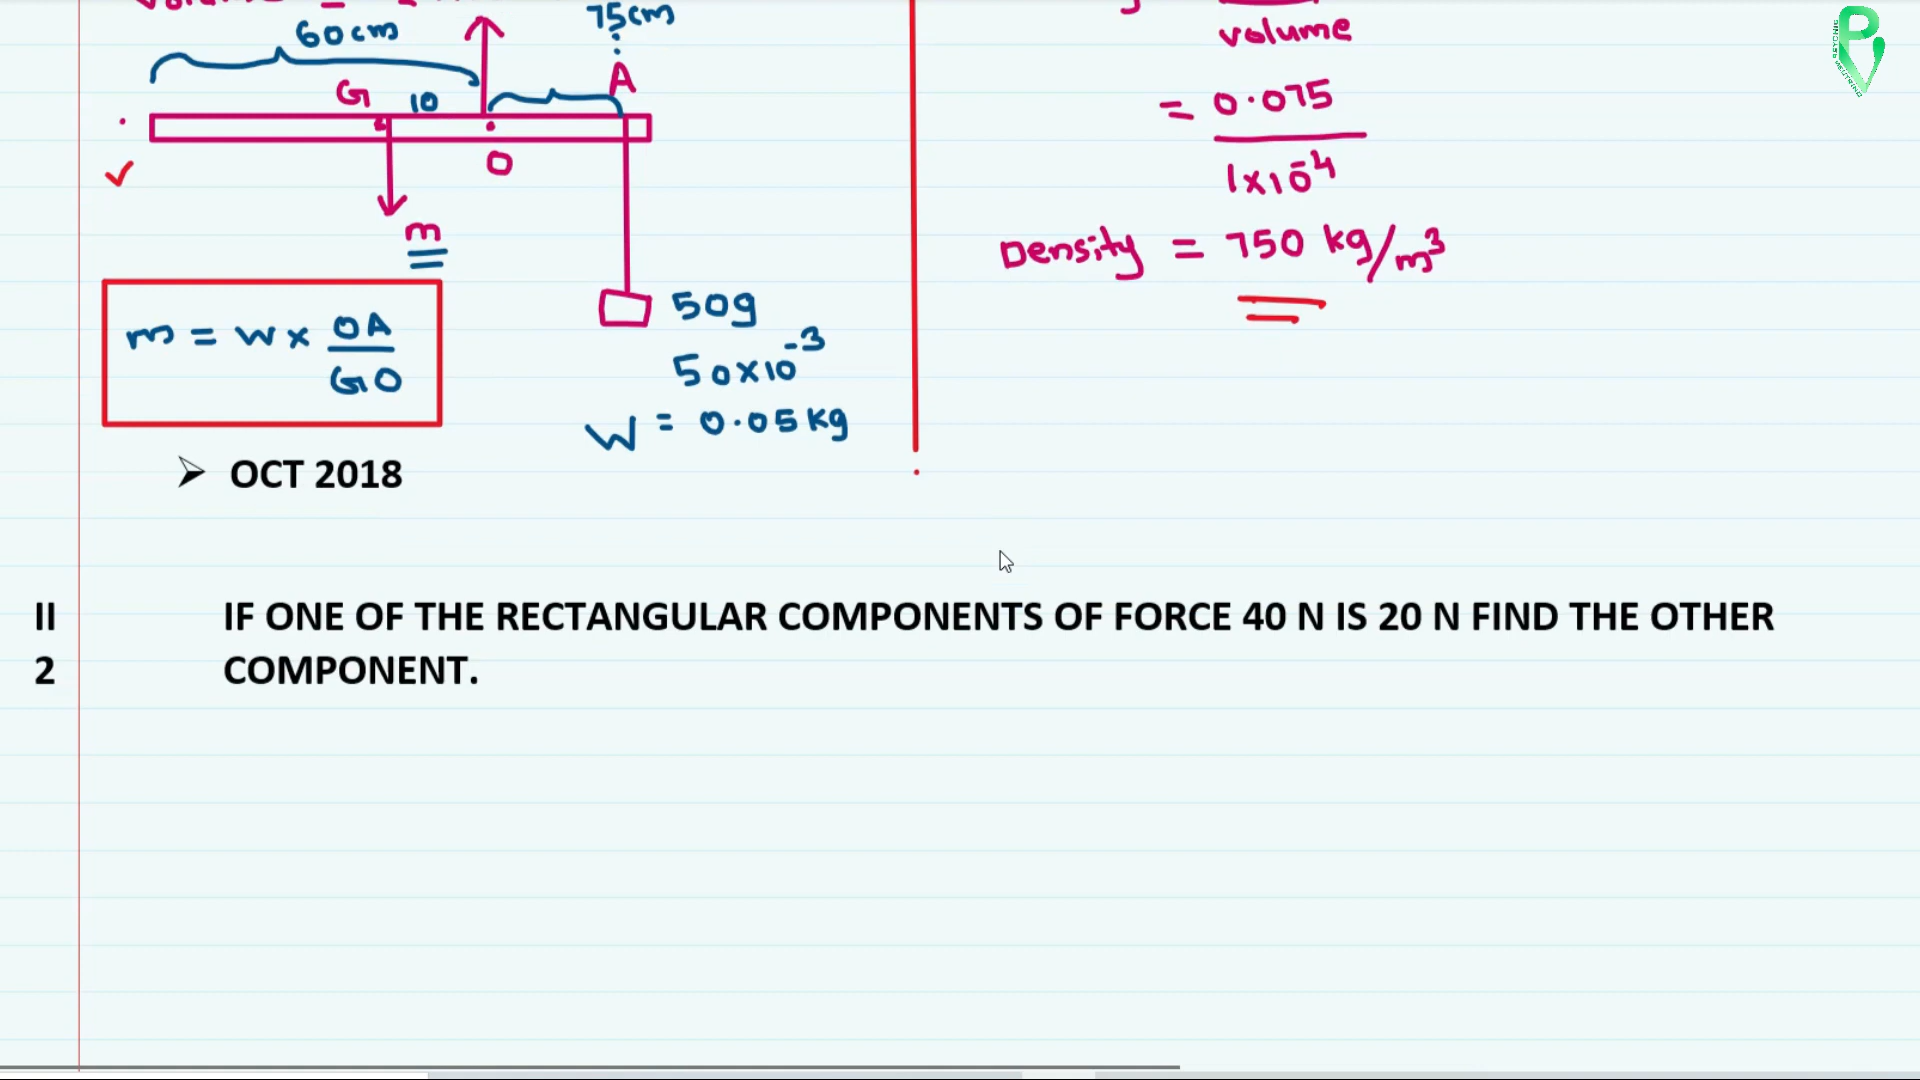 60cm
75cm
G 10 A
O
m
m = W x OA
GO
50g
50x10-3
W = 0.05kg
volume
= 0.075
1x10-4
Density = 750 kg/m3
➢ OCT 2018
II IF ONE OF THE RECTANGULAR COMPONENTS OF FORCE 40 N IS 20 N FIND THE OTHER
2 COMPONENT.